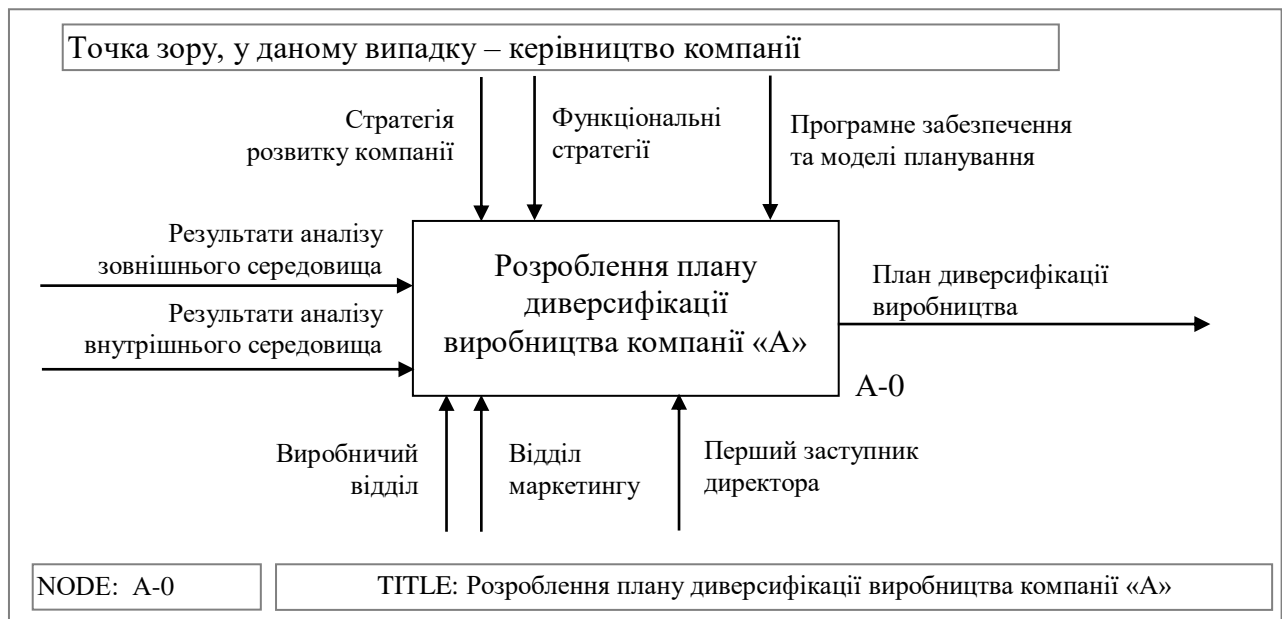 Точка зору, у даному випадку – керівництво компанії
Стратегія
розвитку компанії
Функціональні
стратегії
Програмне забезпечення
та моделі планування
Результати аналізу
зовнішнього середовища
Результати аналізу
внутрішнього середовища
Розроблення плану
диверсифікації
виробництва компанії «А»
План диверсифікації
виробництва
А-0
Виробничий
відділ
Відділ
маркетингу
Перший заступник
директора
NODE: А-0
TITLE: Розроблення плану диверсифікації виробництва компанії «А»